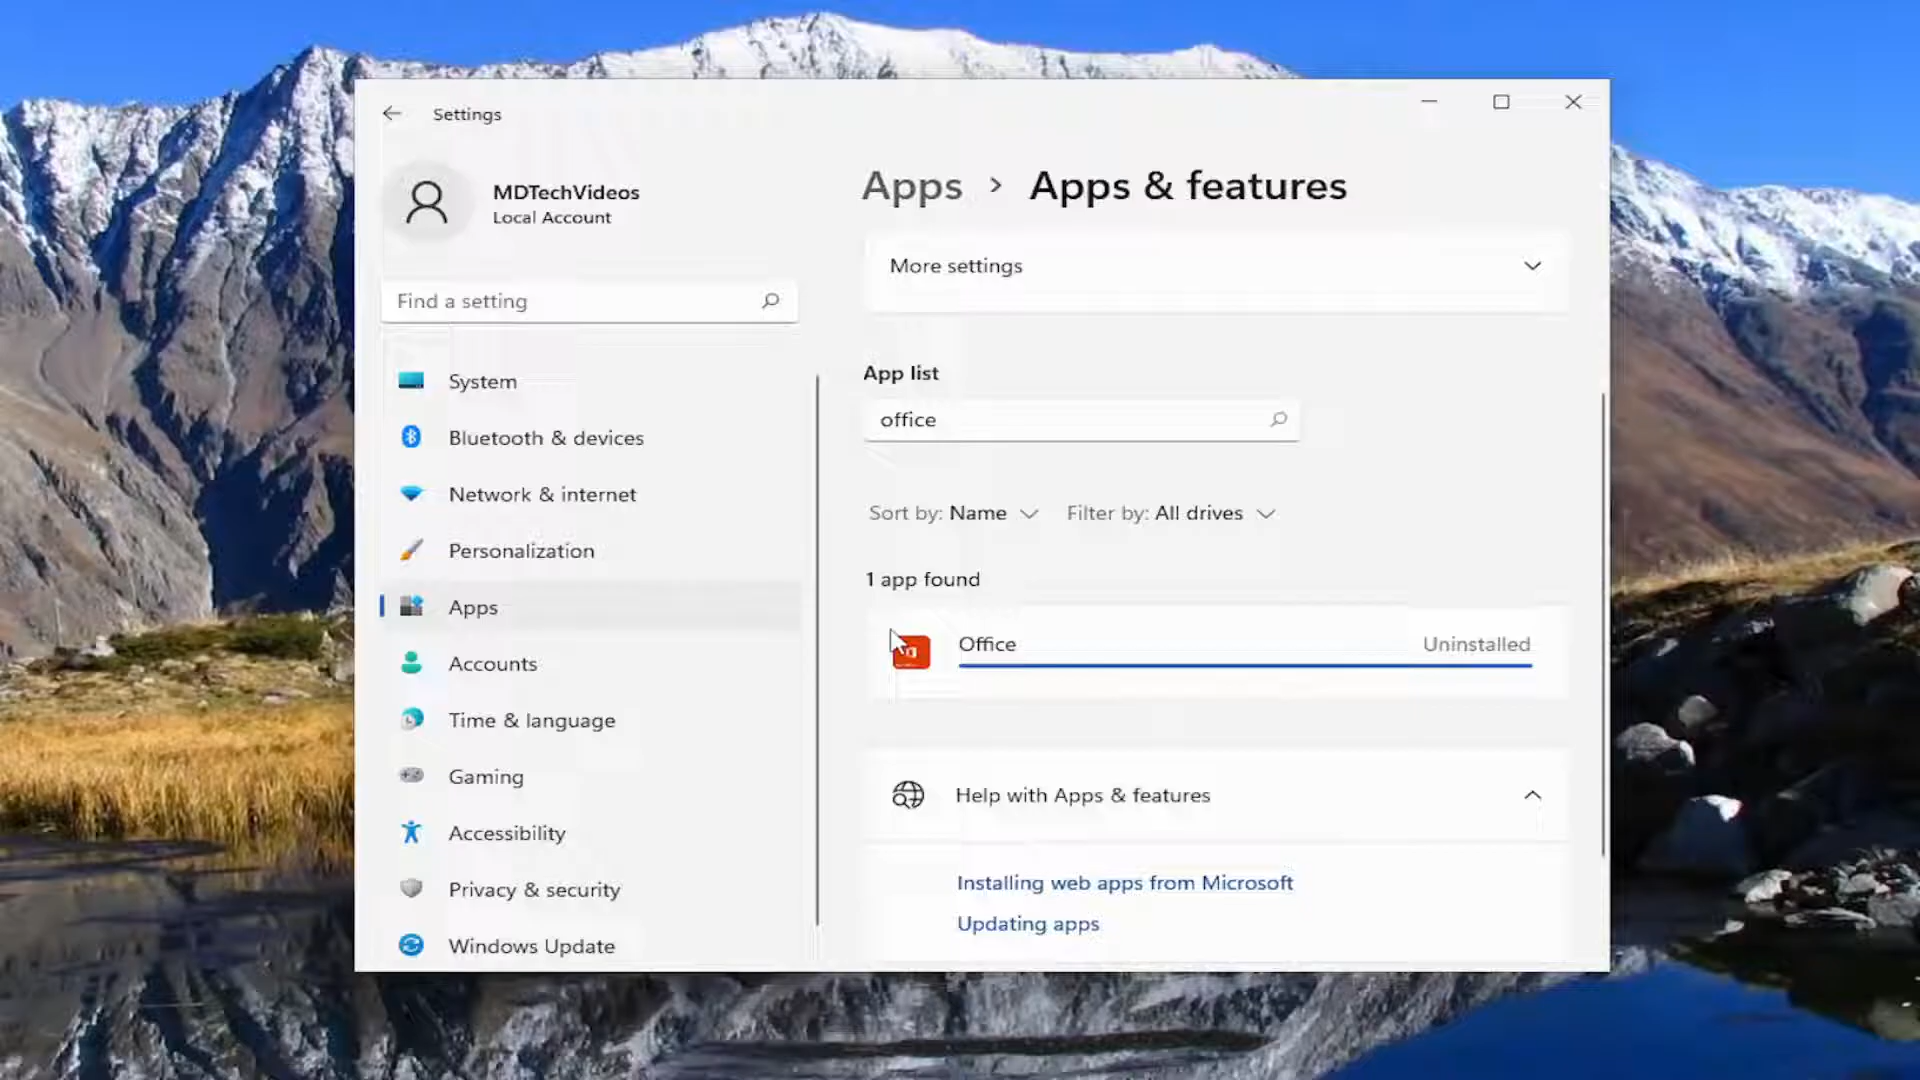 Settings
MDTechVideos
Local Account
Find a setting
System
Bluetooth & devices
Network & internet
Personalization
Apps
Accounts
Time & language
Gaming
Accessibility
Privacy & security
Windows Update
Apps > Apps & features
More settings
App list
office
Sort by: Name Filter by: All drives
1 app found
Office Uninstalled
Help with Apps & features
Installing web apps from Microsoft
Updating apps